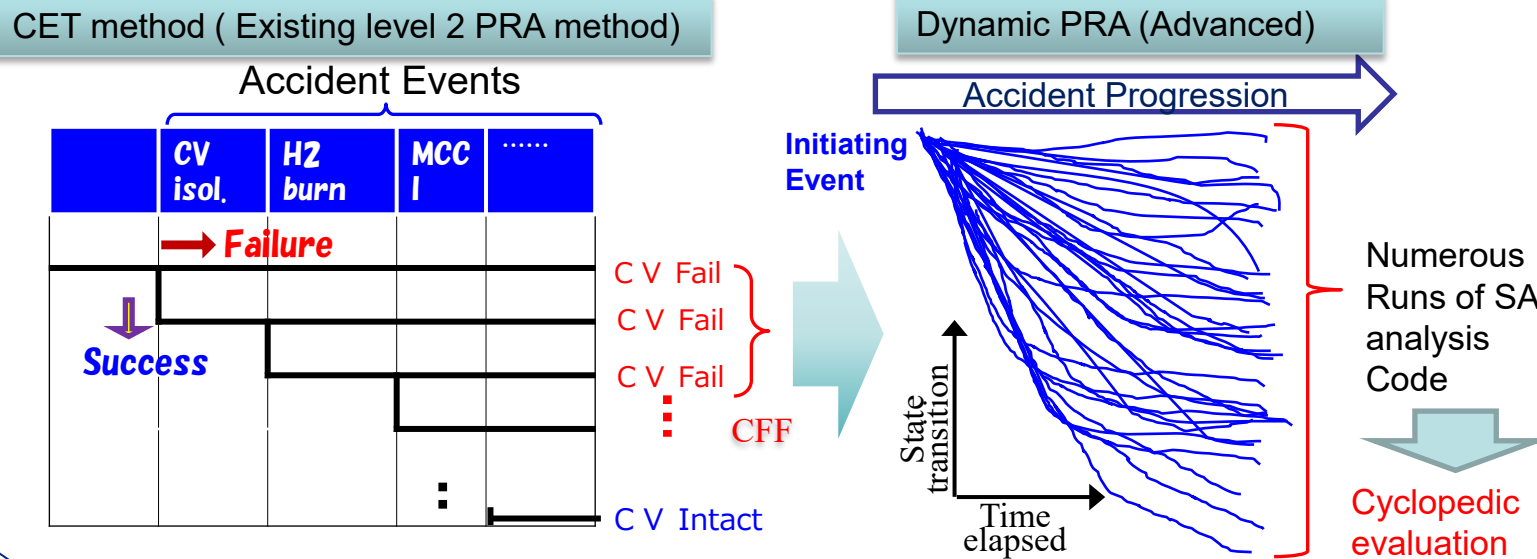 CET method ( Existing level 2 PRA method)
Accident Events
CV
isol.
H2
burn
MCC
I
......
Failure
Success
C V Fail
C V Fail
C V Fail
CFF
C V Intact
Dynamic PRA (Advanced)
Accident Progression
Initiating
Event
State
transition
Time
elapsed
Numerous
Runs of SA
analysis
Code
Cyclopedic
evaluation